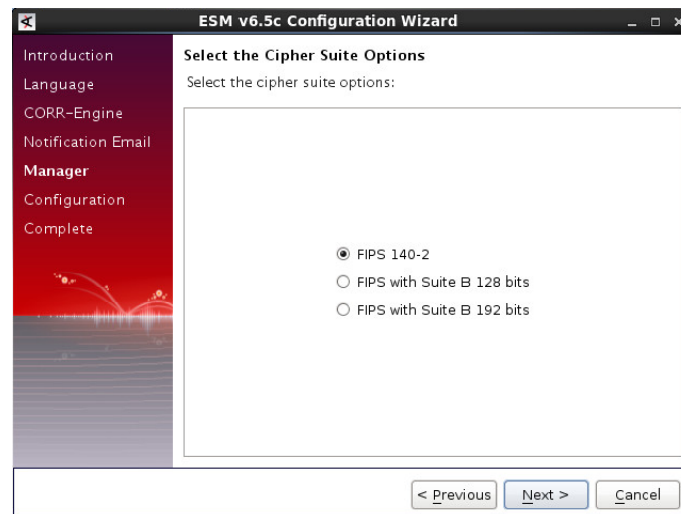 ESM v6.5c Configuration Wizard
Introduction
Language
CORR-Engine
Notification Email
Manager
Configuration
Complete
Select the Cipher Suite Options
Select the cipher suite options:
FIPS 140-2
FIPS with Suite B 128 bits
FIPS with Suite B 192 bits
< Previous
Next >
Cancel